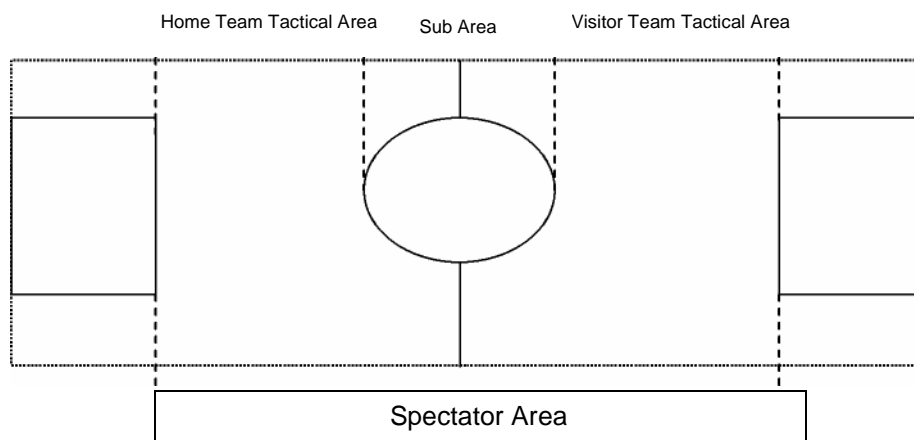 Home Team Tactical Area
Sub Area
Visitor Team Tactical Area
Spectator Area